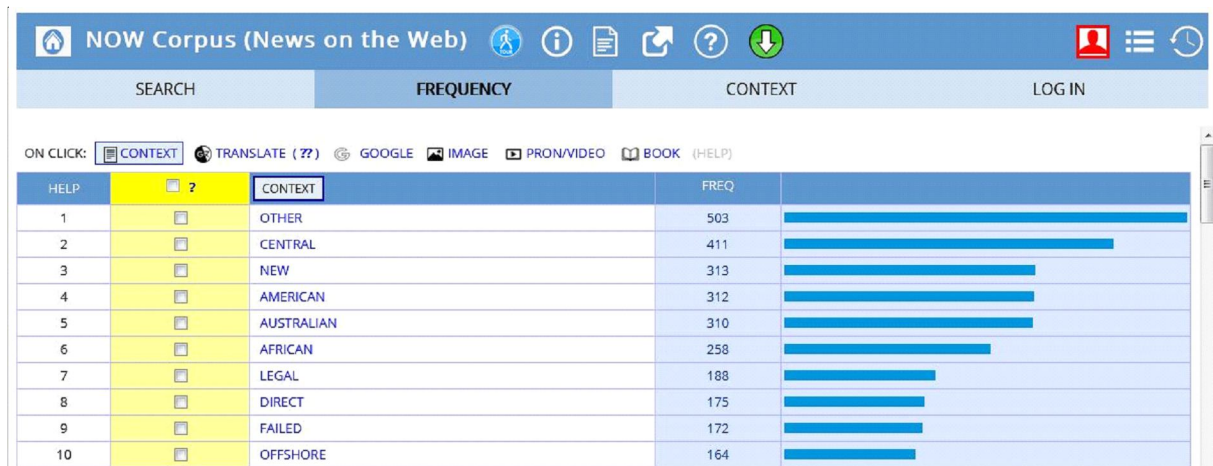 NOW Corpus (News on the Web)
SEARCH FREQUENCY CONTEXT LOG IN
ON CLICK: CONTEXT TRANSLATE (??) GOOGLE IMAGE PRON/VIDEO BOOK (HELP)
HELP ? CONTEXT FREQ
1 OTHER 503
2 CENTRAL 411
3 NEW 313
4 AMERICAN 312
5 AUSTRALIAN 310
6 AFRICAN 258
7 LEGAL 188
8 DIRECT 175
9 FAILED 172
10 OFFSHORE 164